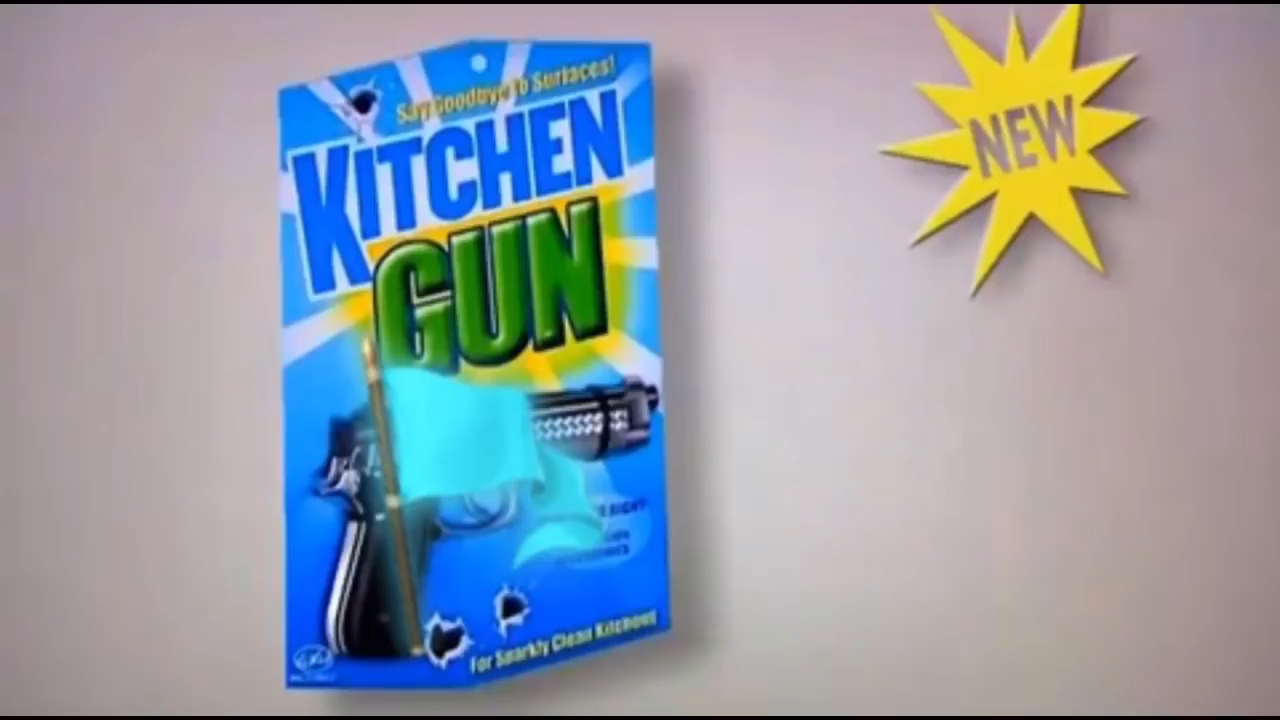 Say Goodbye To Surfaces!
KITCHEN
GUN
For Sparkly Clean Kitchens
NEW